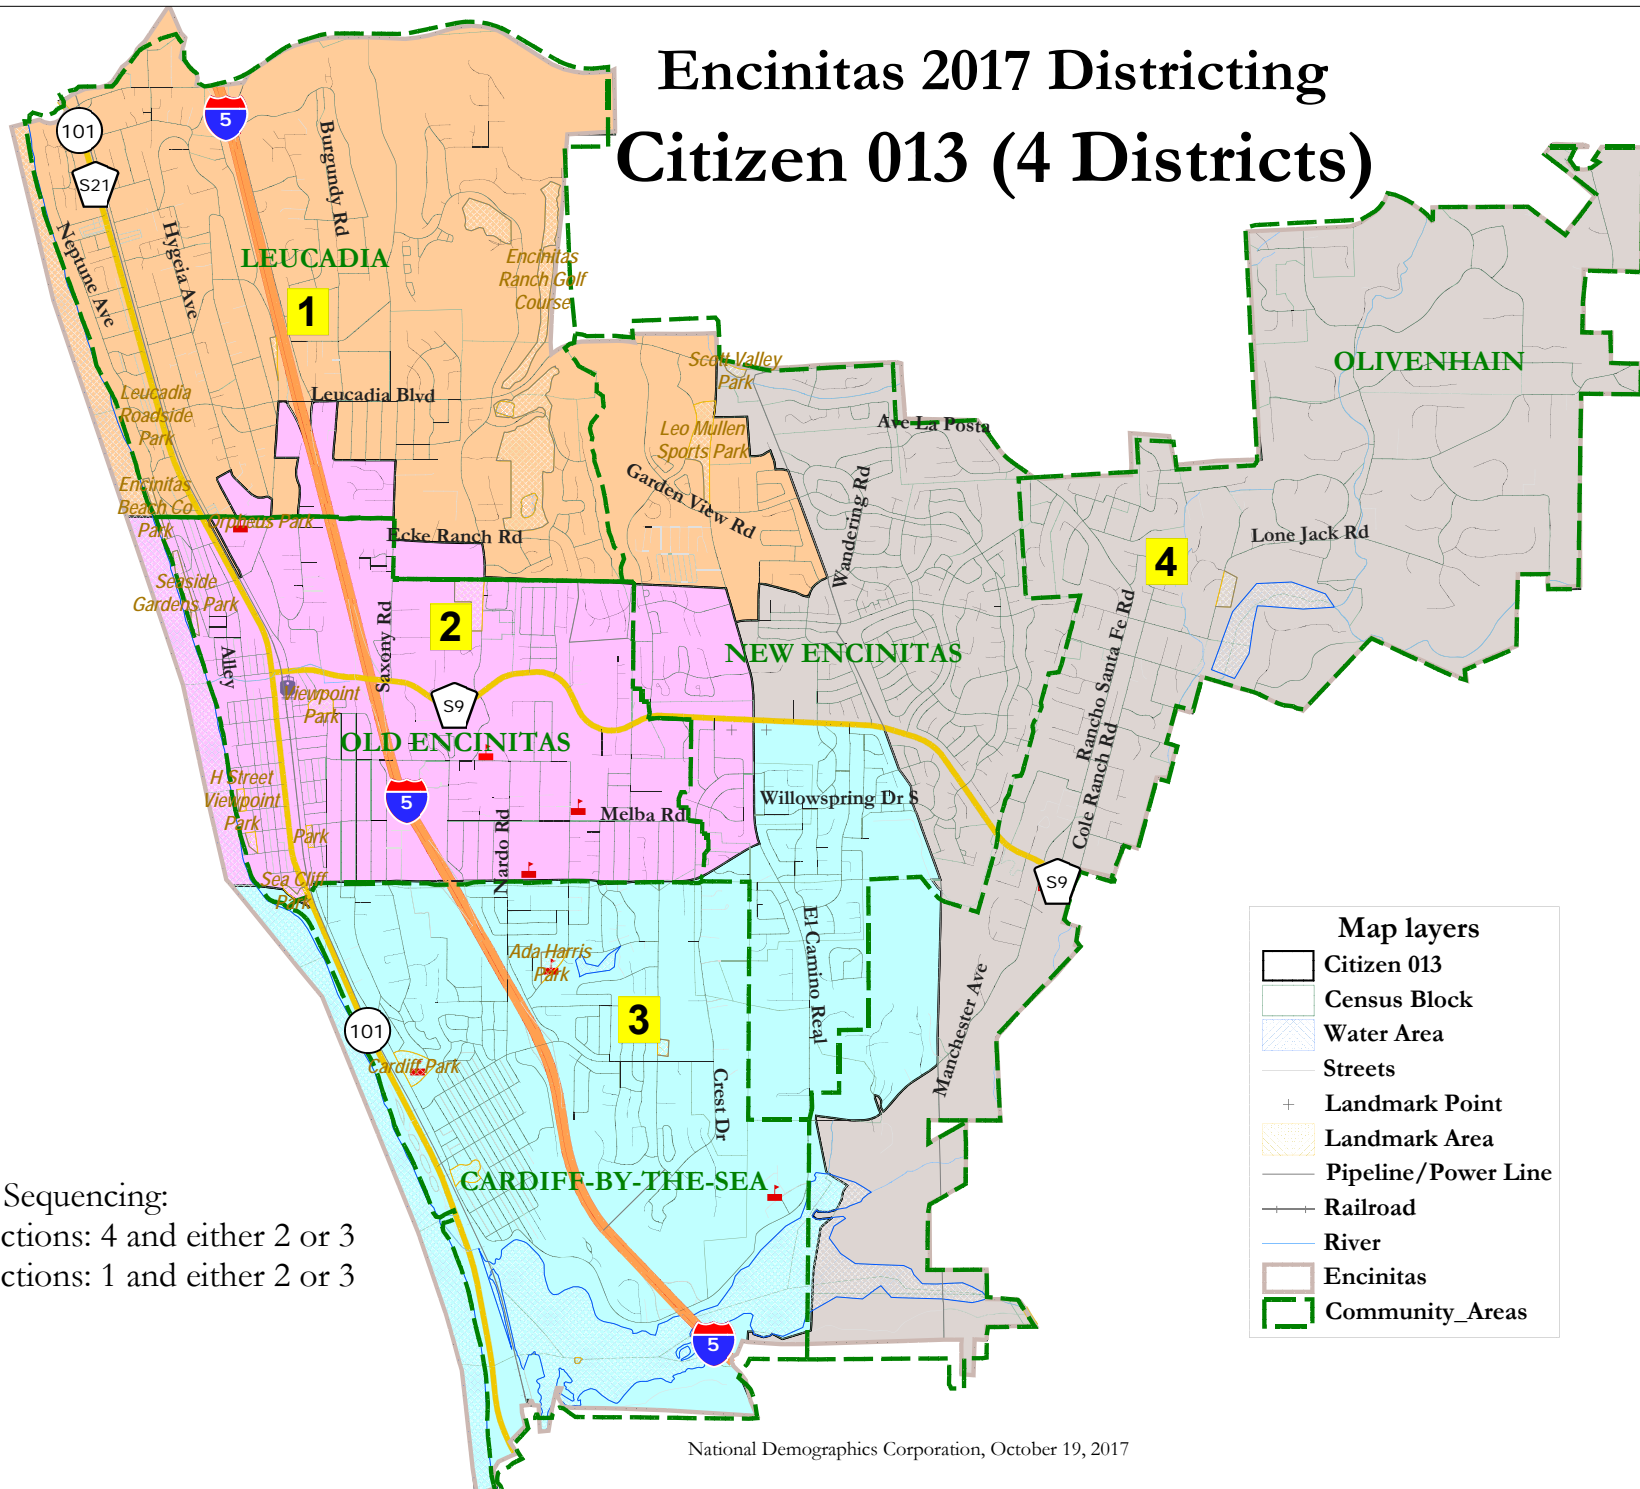 Encinitas 2017 Districting
Citizen 013 (4 Districts)
101
5
S21
Burgundy Rd
Neptune Ave
Hygeia Ave
LEUCADIA
1
Encinitas
Ranch Golf
Course
Scott Valley
Park
OLIVENHAIN
Leucadia Blvd
Leucadia
Roadside
Park
Leo Mullen
Sports Park
Ave La Posta
Garden View Rd
Wandering Rd
Encinitas
Beach Co
Park
Orpheus Park
Ecke Ranch Rd
Lone Jack Rd
4
Seaside
Gardens Park
2
Saxony Rd
Alley
NEW ENCINITAS
Rancho Santa Fe Rd
Viewpoint
Park
S9
OLD ENCINITAS
Cole Ranch Rd
H Street
Viewpoint
Park
5
Willowspring Dr S
Melba Rd
Park
Nardo Rd
Sea Cliff
Park
S9
El Camino Real
Ada Harris
Park
3
101
Manchester Ave
Cardiff Park
Crest Dr
CARDIFF-BY-THE-SEA
5
Sequencing:
ctions: 4 and either 2 or 3
ctions: 1 and either 2 or 3
Map layers
Citizen 013
Census Block
Water Area
Streets
Landmark Point
Landmark Area
Pipeline/Power Line
Railroad
River
Encinitas
Community_Areas
National Demographics Corporation, October 19, 2017